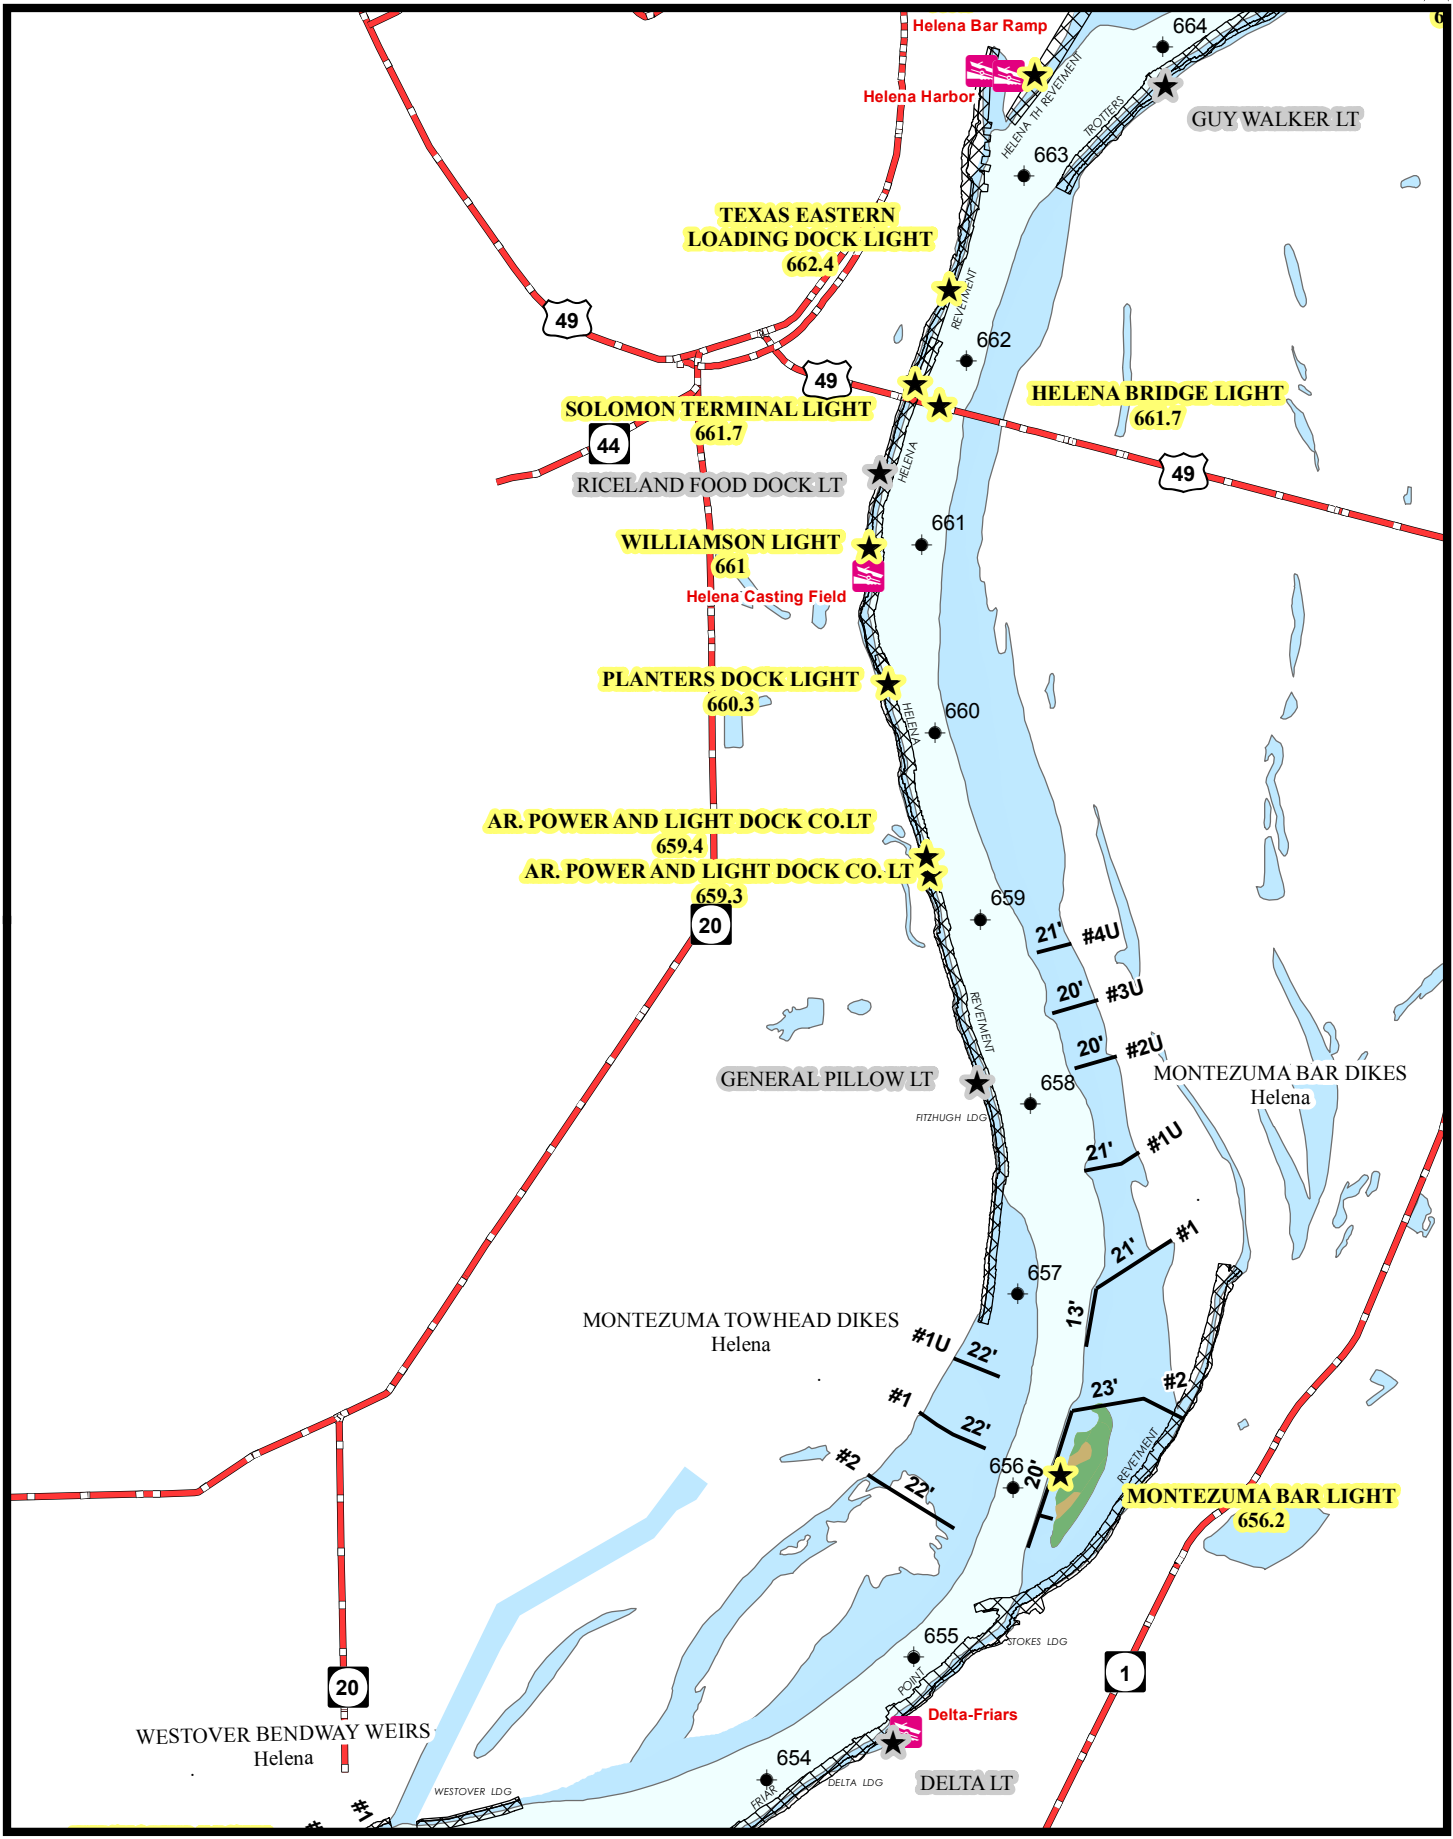 Helena Bar Ramp
664
6
Helena Harbor
GUY WALKER LT
TROTTERS
HELENA TH REVETMENT
663
TEXAS EASTERN
LOADING DOCK LIGHT
662.4
REVETMENT
49
662
49
HELENA BRIDGE LIGHT
661.7
SOLOMON TERMINAL LIGHT
661.7
44
HELENA
49
RICELAND FOOD DOCK LT
661
WILLIAMSON LIGHT
661
Helena Casting Field
PLANTERS DOCK LIGHT
660.3
HELENA
660
AR. POWER AND LIGHT DOCK CO.LT
659.4
AR. POWER AND LIGHT DOCK CO. LT
659.3
659
20
21' #4U
20' #3U
REVETMENT
20' #2U
MONTEZUMA BAR DIKES
Helena
GENERAL PILLOW LT
658
FITZHUGH LDG
21' #1U
21' #1
657
13'
MONTEZUMA TOWHEAD DIKES
Helena
#1U 22'
23' #2
#1 22'
REVETMENT
#2 22'
656
20'
MONTEZUMA BAR LIGHT
656.2
655
STOKES LDG
POINT
1
20
Delta-Friars
WESTOVER BENDWAY WEIRS
Helena
654
DELTA LDG
DELTA LT
WESTOVER LDG
FRIAR
#1
#